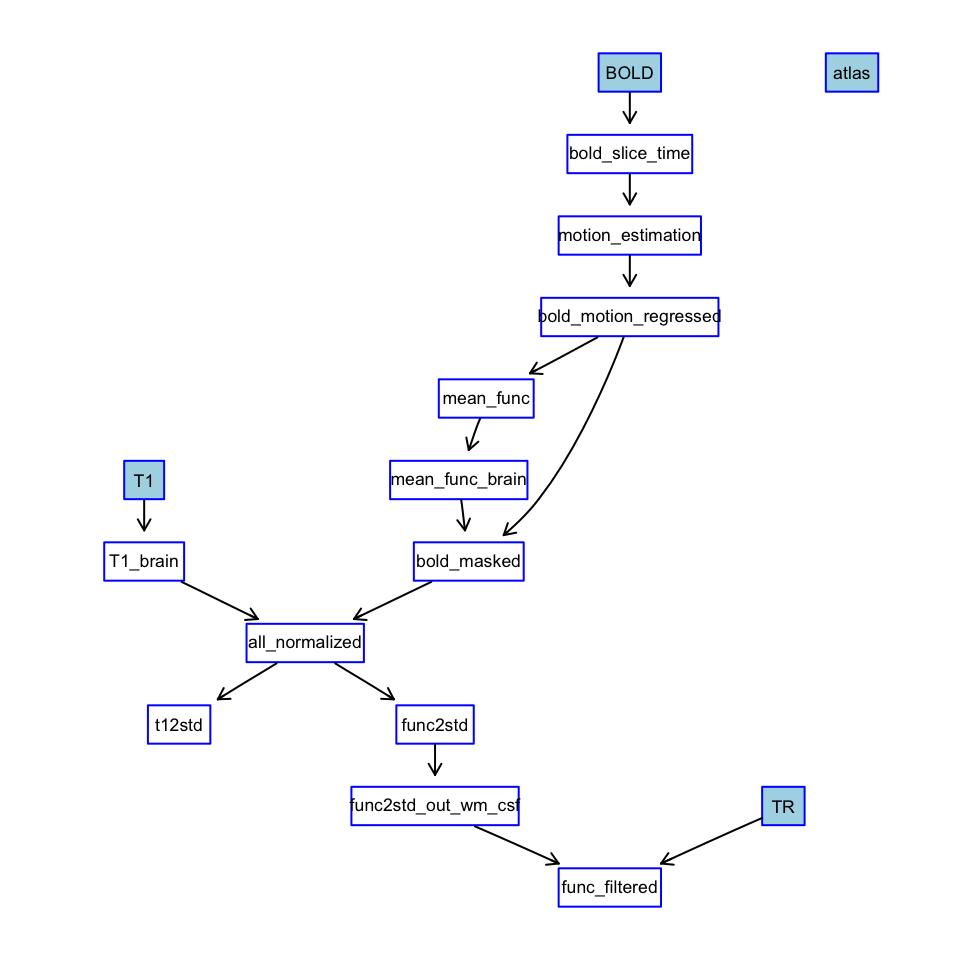 BOLD
atlas
bold_slice_time
motion_estimation
bold_motion_regressed
mean_func
T1
mean_func_brain
T1_brain
bold_masked
all_normalized
t12std
func2std
func2std_out_wm_csf
TR
func_filtered